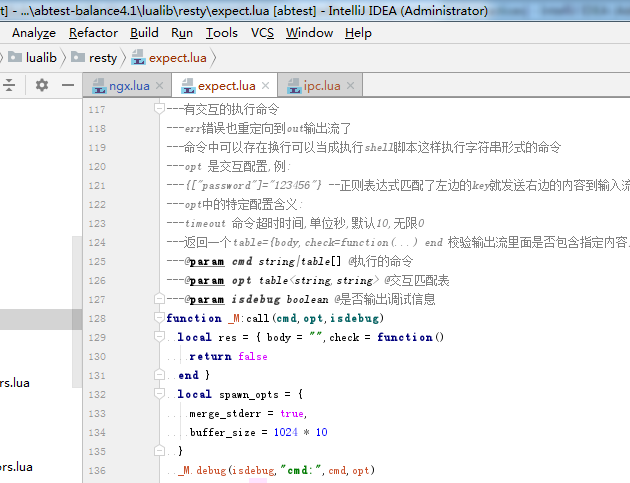 t] - ...\abtest-balance4.1\lualib\resty\expect.lua [abtest] - IntelliJ IDEA (Administrator)
Analyze Refactor Build Run Tools VCS Window Help
lualib resty expect.lua
ngx.lua expect.lua ipc.lua
117 ---有交互的执行命令
118 ---err错误也重定向到out输出流了
119 ---命令中可以存在换行可以当成执行shell脚本这样执行字符串形式的命令
120 ---opt 是交互配置,例:
121 ---{["password"]="123456"} --正则表达式匹配了左边的key就发送右边的内容到输入流
122 ---opt中的特定配置含义:
123 ---timeout 命令超时时间,单位秒,默认10,无限0
124 ---返回一个table={body,check=function(...) end 校验输出流里面是否包含指定内容
125 ---@param cmd string|table[] @执行的命令
126 ---@param opt table<string,string> @交互匹配表
127 ---@param isdebug boolean @是否输出调试信息
128 function _M:call(cmd,opt,isdebug)
129 local res = { body = "",check = function()
130 return false
131 end }
132 local spawn_opts = {
133 merge_stderr = true,
134 buffer_size = 1024 * 10
135 }
136 _M.debug(isdebug,"cmd:",cmd,opt)
rs.lua
ors.lua